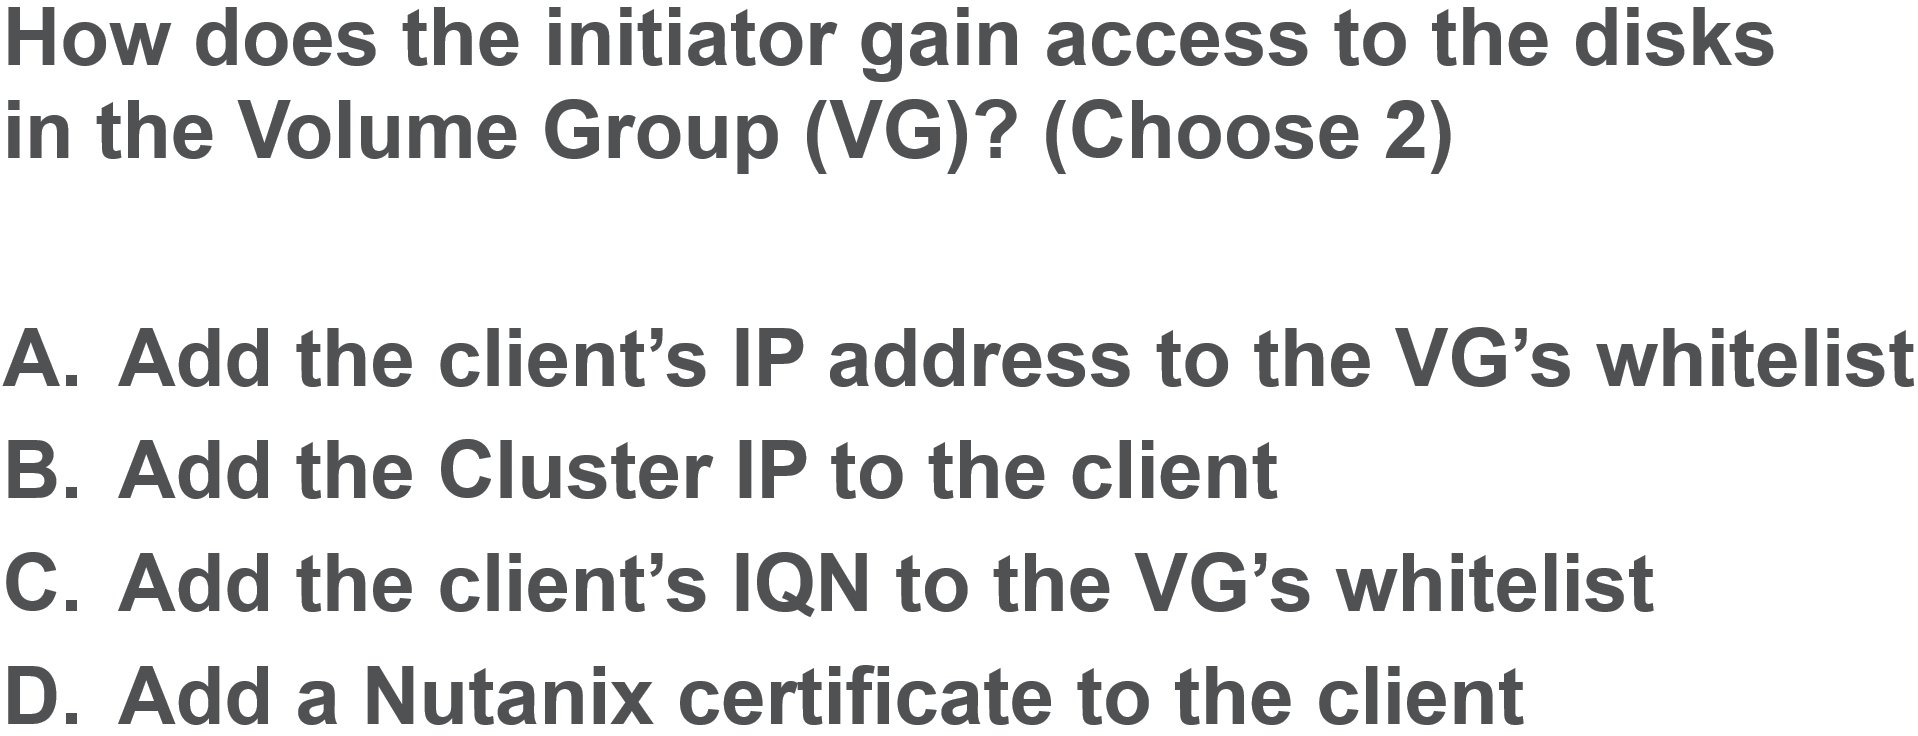 How does the initiator gain access to the disks
in the Volume Group (VG)? (Choose 2)
A. Add the client’s IP address to the VG’s whitelist
B. Add the Cluster IP to the client
C. Add the client’s IQN to the VG’s whitelist
D. Add a Nutanix certificate to the client